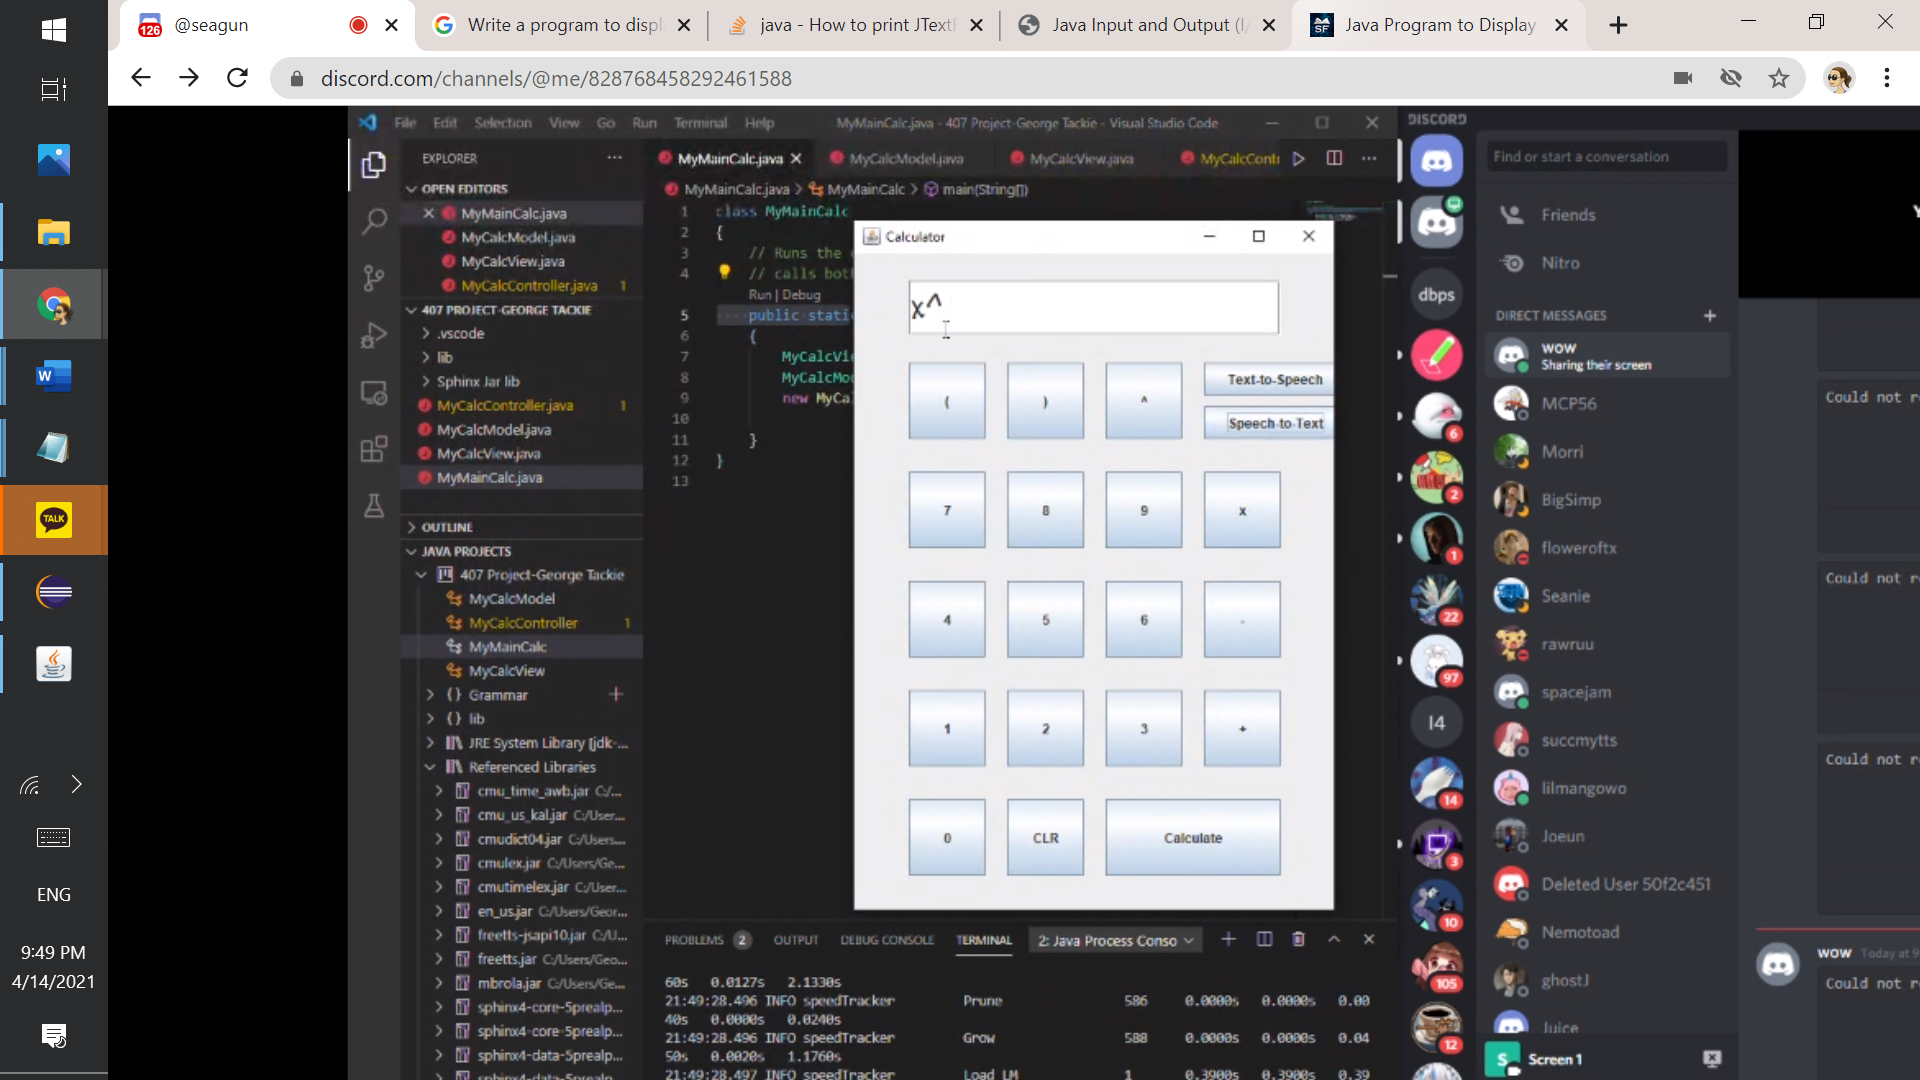 126 @seagun
Write a program to displ
java - How to print JTextF
Java Input and Output (I/
Java Program to Display
discord.com/channels/@me/828768458292461588
File Edit Selection View Go Run Terminal Help
MyMainCalc.java - 407 Project-George Tackie - Visual Studio Code
EXPLORER
OPEN EDITORS
MyMainCalc.java
MyCalcModel.java
MyCalcView.java
MyCalcController.java 1
407 PROJECT-GEORGE TACKIE
.vscode
lib
Sphinx Jar lib
MyCalcController.java 1
MyCalcModel.java
MyCalcView.java
MyMainCalc.java
OUTLINE
JAVA PROJECTS
407 Project-George Tackie
MyCalcModel
MyCalcController 1
MyMainCalc
MyCalcView
{} Grammar
{} lib
JRE System Library [jdk-...
Referenced Libraries
cmu_time_awb.jar C:/...
cmu_us_kal.jar C:/User...
cmudict04.jar C:/Users...
cmulex.jar C:/Users/Ge...
cmutimelex.jar C:/User...
en_us.jar C:/Users/Geor...
freetts-jsapi10.jar C:/U...
freetts.jar C:/Users/Geo...
mbrola.jar C:/Users/Ge...
sphinx4-core-5prealp...
sphinx4-core-5prealp...
sphinx4-data-5prealp...
sphinx4-data-5prealp...
MyMainCalc.java MyCalcModel.java MyCalcView.java MyCalcContr
MyMainCalc.java > MyMainCalc > main(String[])
1 class MyMainCalc
2 {
3 // Runs the
4 // calls bot
Run | Debug
5 public stati
6 {
7 MyCalcVie
8 MyCalcMo
9 new MyCa
10
11 }
12 }
13
Calculator
x^
( ) ^ Text-to-Speech
Speech-to-Text
7 8 9 x
4 5 6 -
1 2 3 +
0 CLR Calculate
PROBLEMS 2 OUTPUT DEBUG CONSOLE TERMINAL 2: Java Process Conso
60s 0.0127s 2.1330s
21:49:28.496 INFO speedTracker Prune 586 0.0000s 0.0000s 0.00
40s 0.0000s 0.0240s
21:49:28.496 INFO speedTracker Grow 588 0.0000s 0.0000s 0.04
50s 0.0020s 1.1760s
21:49:28.497 INFO speedTracker Load LM 1 0.3900s 0.3900s 0.39
DISCORD
dbps
6
2
1
22
97
I4
14
3
10
105
12
Find or start a conversation
Friends
Nitro
DIRECT MESSAGES
WOW
Sharing their screen
MCP56
Morri
BigSimp
floweroftx
Seanie
rawruu
spacejam
succmytts
lilmangowo
Joeun
Deleted User 50f2c451
Nemotoad
ghostJ
Juice
S Screen 1
Could not r
Could not r
Could not r
WOW Today at 9
Could not r
W
TALK
ENG
9:49 PM
4/14/2021